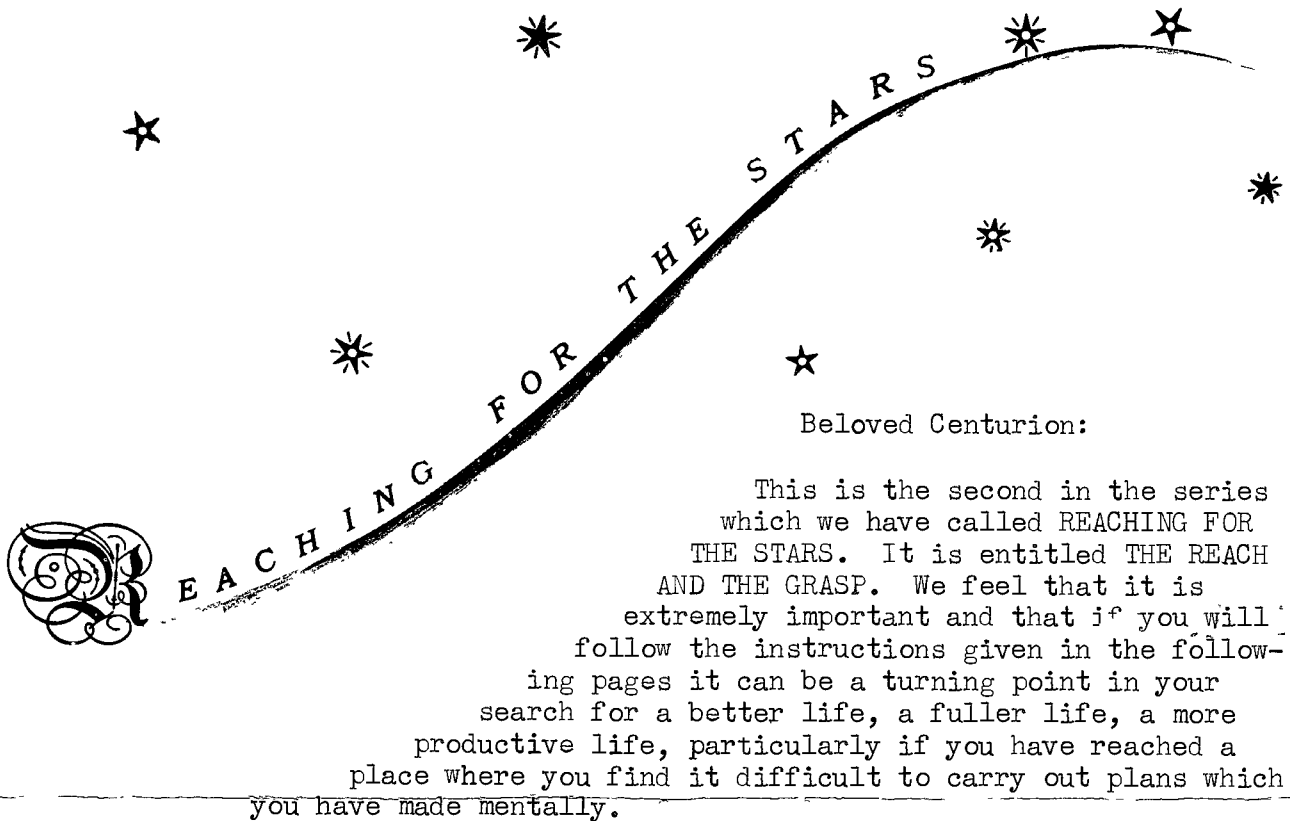 REACHING FOR THE STARS
Beloved Centurion:
This is the second in the series
which we have called REACHING FOR
THE STARS. It is entitled THE REACH
AND THE GRASP. We feel that it is
extremely important and that if you will
follow the instructions given in the follow-
ing pages it can be a turning point in your
search for a better life, a fuller life, a more
productive life, particularly if you have reached a
place where you find it difficult to carry out plans which
you have made mentally.